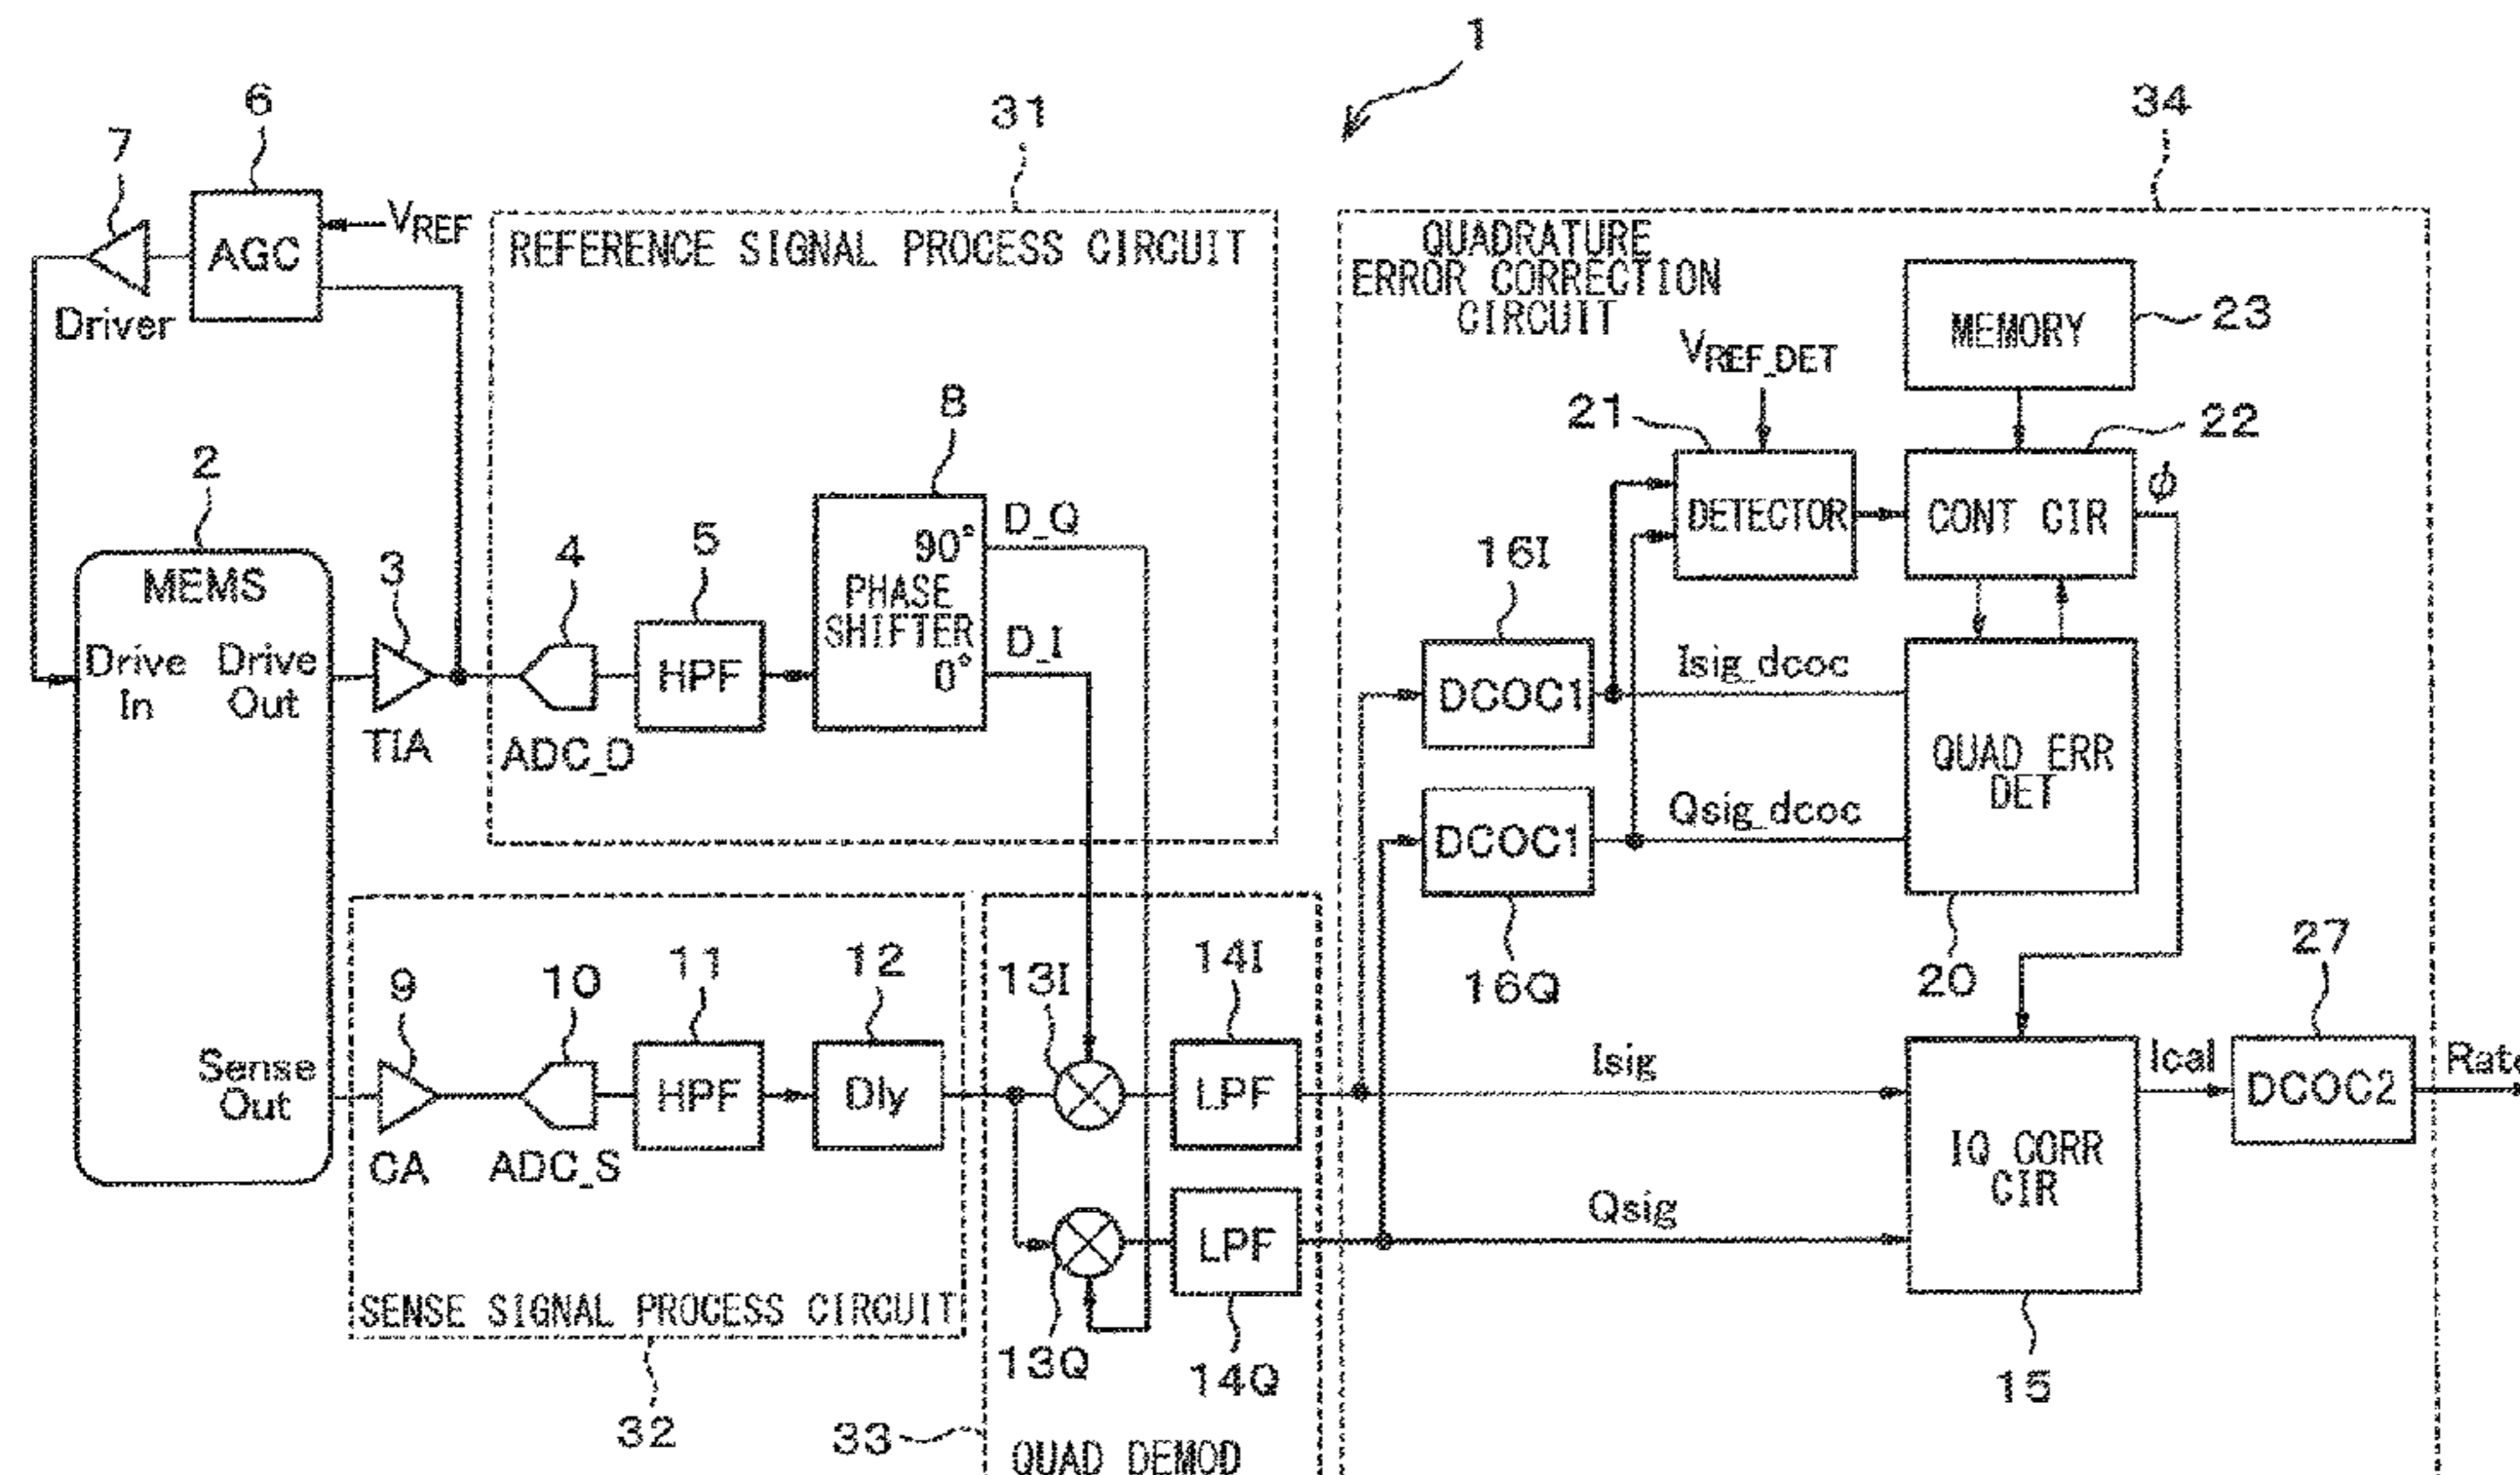 1
6
31
34
7
VREF
AGC
REFERENCE SIGNAL PROCESS CIRCUIT
QUADRATURE
ERROR CORRECTION
CIRCUIT
MEMORY
23
Driver
VREF_DET
8
21
22
2
D_Q
90°
PHASE
SHIFTER
0°
D_I
DETECTOR
CONT CIR
ϕ
MEMS
3
4
5
16I
Drive
In
Drive
Out
HPF
DCOC1
Isig_dcoc
TIA
ADC_D
QUAD ERR
DET
DCOC1
Qsig_dcoc
9
10
11
12
13I
14I
16Q
20
27
Sense
Out
HPF
Dly
LPF
Isig
Ical
DCOC2
Rate
CA
ADC_S
IQ CORR
CIR
LPF
Qsig
SENSE SIGNAL PROCESS CIRCUIT
13Q
14Q
15
32
33
QUAD DEMOD